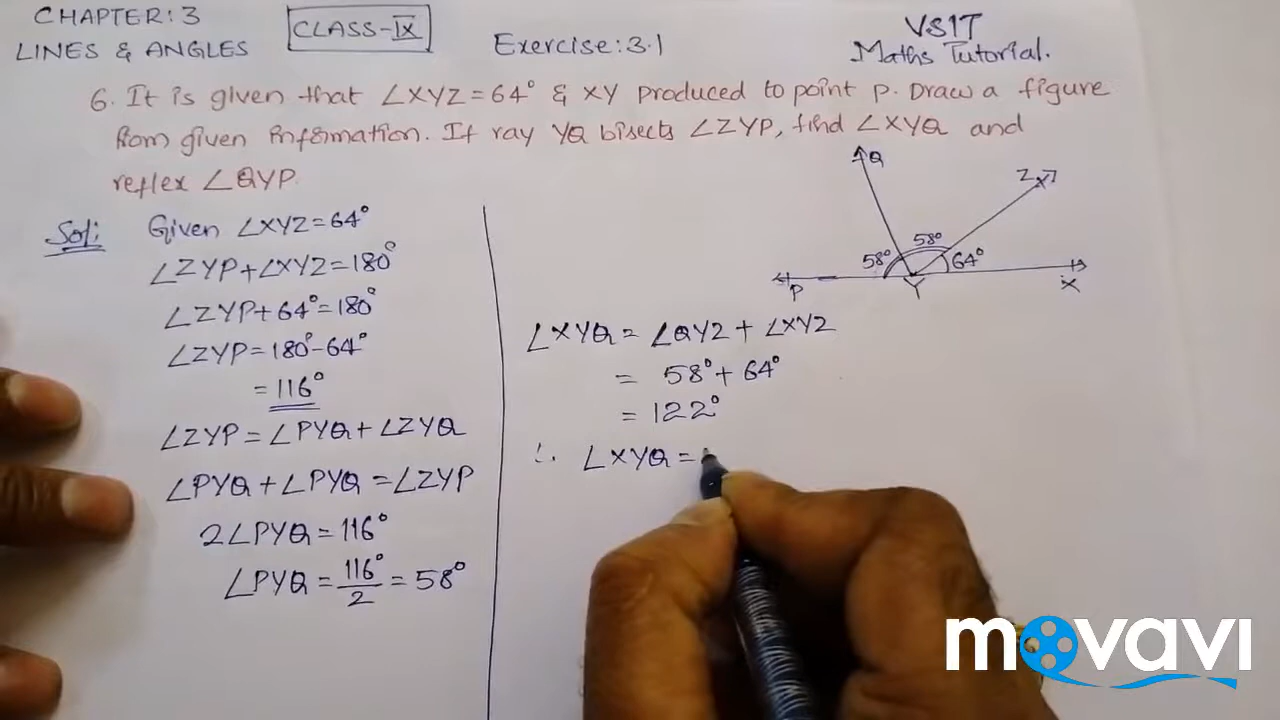 CHAPTER: 3
LINES & ANGLES
CLASS-IX
Exercise: 3.1
VSIT
Maths Tutorial.
6. It is given that ∠XYZ = 64° & XY produced to point P. Draw a figure
from given information. If ray YQ bisects ∠ZYP, find ∠XYQ and
reflex ∠QYP.
Sol:
Given ∠XYZ = 64°
∠ZYP + ∠XYZ = 180°
∠ZYP + 64° = 180°
∠ZYP = 180° - 64°
= 116°
∠ZYP = ∠PYQ + ∠ZYQ
∠PYQ + ∠PYQ = ∠ZYP
2∠PYQ = 116°
∠PYQ = 116°/2 = 58°
Q
Z
58°
58°
64°
P
Y
X
∠XYQ = ∠QYZ + ∠XYZ
= 58° + 64°
= 122°
∴ ∠XYQ =
movavi